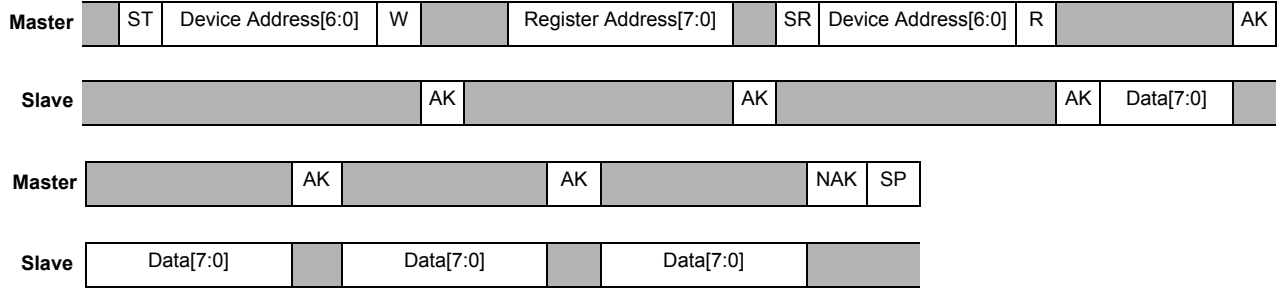 Master ST Device Address[6:0] W Register Address[7:0] SR Device Address[6:0] R AK
Slave AK AK AK Data[7:0]
Master AK AK NAK SP
Slave Data[7:0] Data[7:0] Data[7:0]